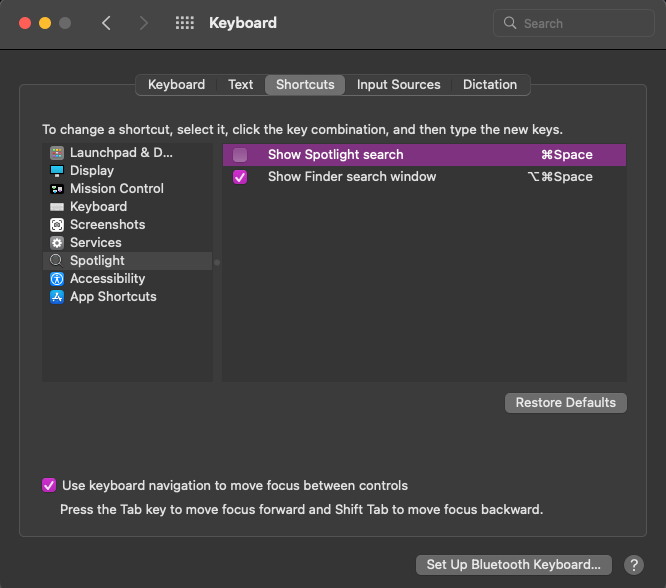 Keyboard
Search
Keyboard Text Shortcuts Input Sources Dictation
To change a shortcut, select it, click the key combination, and then type the new keys.
Launchpad & D...
Display
Mission Control
Keyboard
Screenshots
Services
Spotlight
Accessibility
App Shortcuts
Show Spotlight search ⌘Space
Show Finder search window ⌥⌘Space
Restore Defaults
Use keyboard navigation to move focus between controls
Press the Tab key to move focus forward and Shift Tab to move focus backward.
Set Up Bluetooth Keyboard...
?